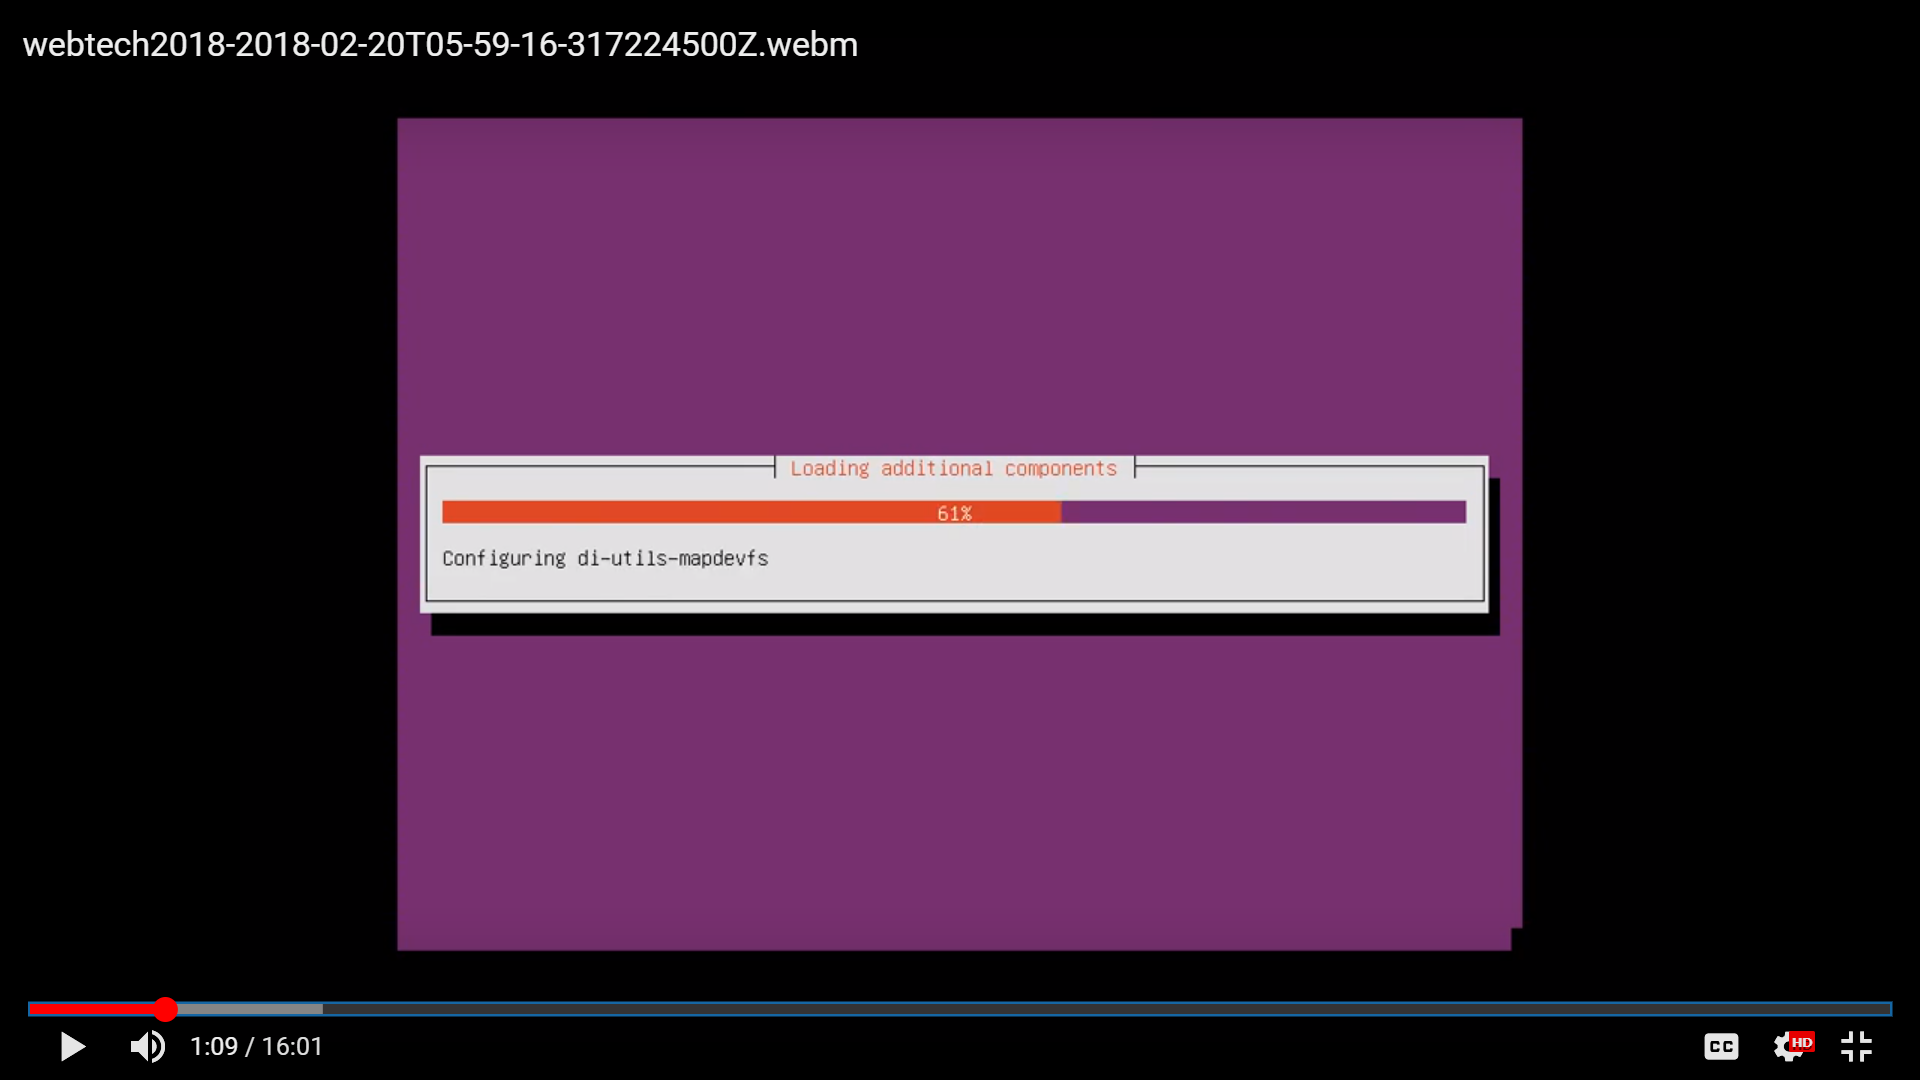 webtech2018-2018-02-20T05-59-16-317224500Z.webm
Loading additional components
61%
Configuring di-utils-mapdevfs
1:09 / 16:01
CC
HD